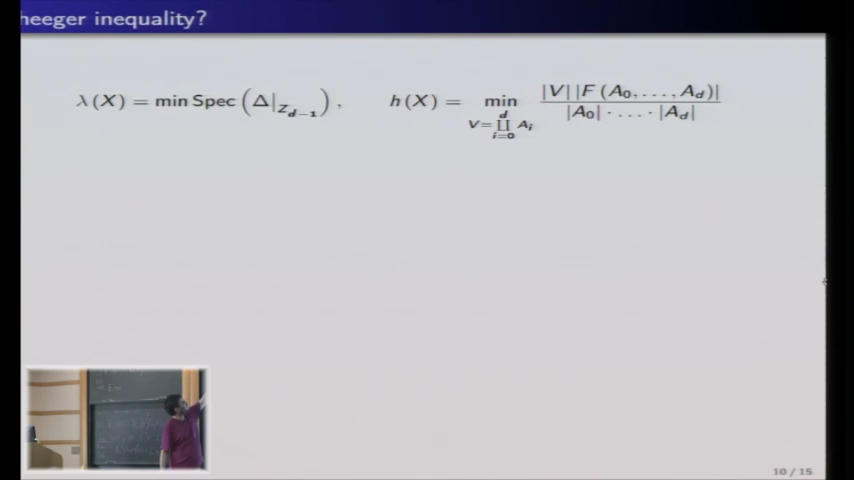 heeger inequality?
λ(X) = min Spec (Δ|_{Z_{d-1}}), h(X) = min_{V=∐_{i=0}^{d} A_i} |V||F(A_0,...,A_d)| / |A_0|·...·|A_d|
10 / 15